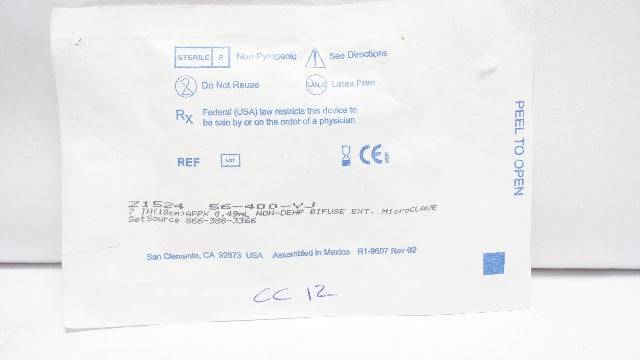 STERILE R Non-Pyrogenic See Directions
Do Not Reuse LATEX Latex Free
Rx Federal (USA) law restricts this device to
be sale by or on the order of a physician.
REF LOT CE
Z1524 56-400-YJ
7 IN(18cm)APPX 0.49mL NON-DEHP BIFUSE EXT. MicroCLAVE
SetSource 866-388-3366
San Clemente, CA 92673 USA Assembled in Mexico R1-9607 Rev 02
CC 12
PEEL TO OPEN